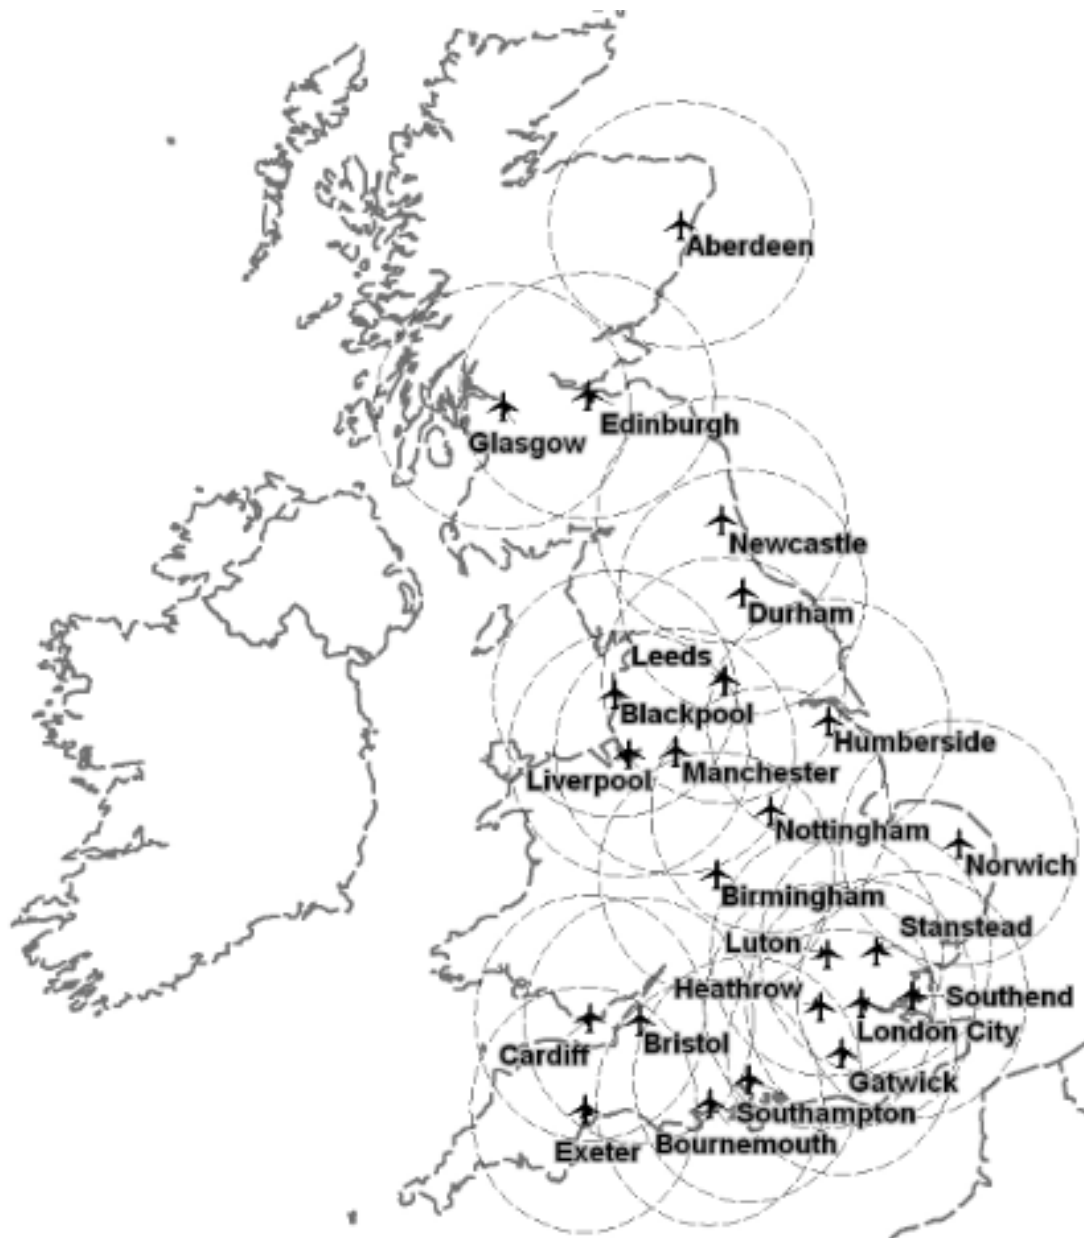 Aberdeen
Edinburgh
Glasgow
Newcastle
Durham
Leeds
Blackpool
Humberside
Liverpool
Manchester
Nottingham
Norwich
Birmingham
Stanstead
Luton
Heathrow
Southend
London City
Cardiff
Bristol
Gatwick
Southampton
Exeter
Bournemouth